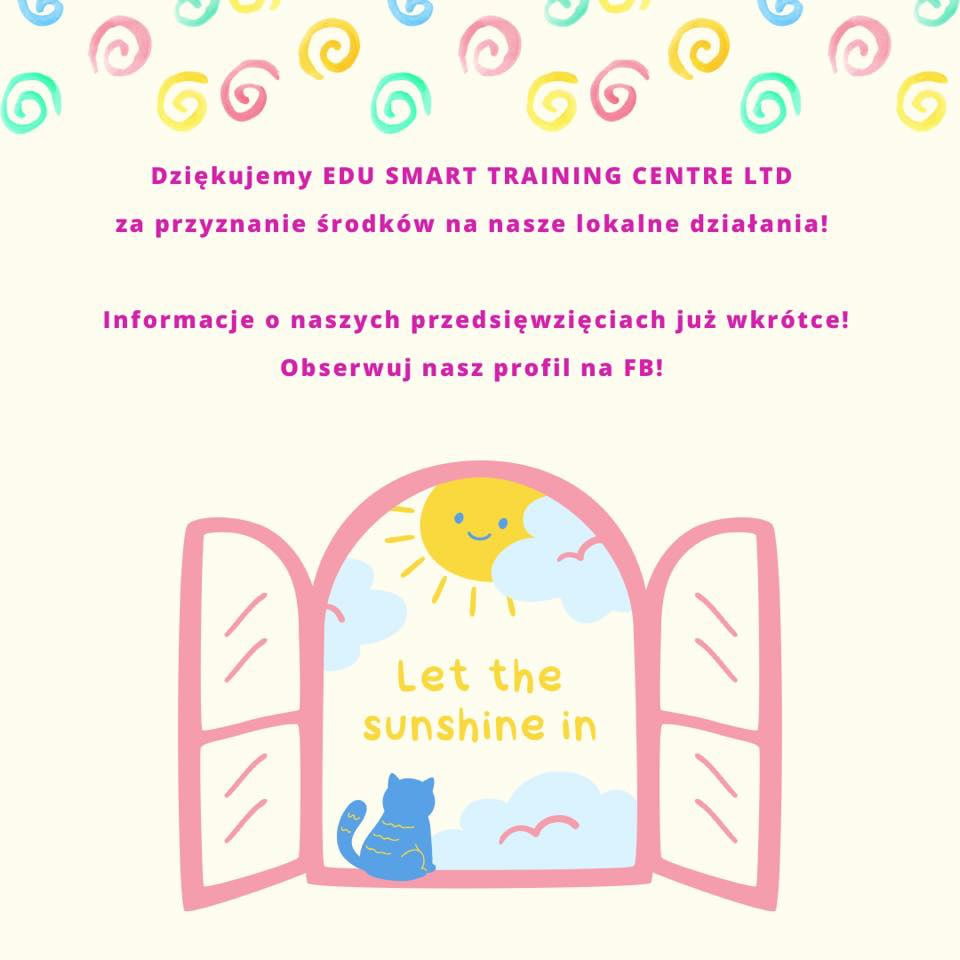 Dziękujemy EDU SMART TRAINING CENTRE LTD
za przyznanie środków na nasze lokalne działania!
Informacje o naszych przedsięwzięciach już wkrótce!
Obserwuj nasz profil na FB!
Let the
sunshine in